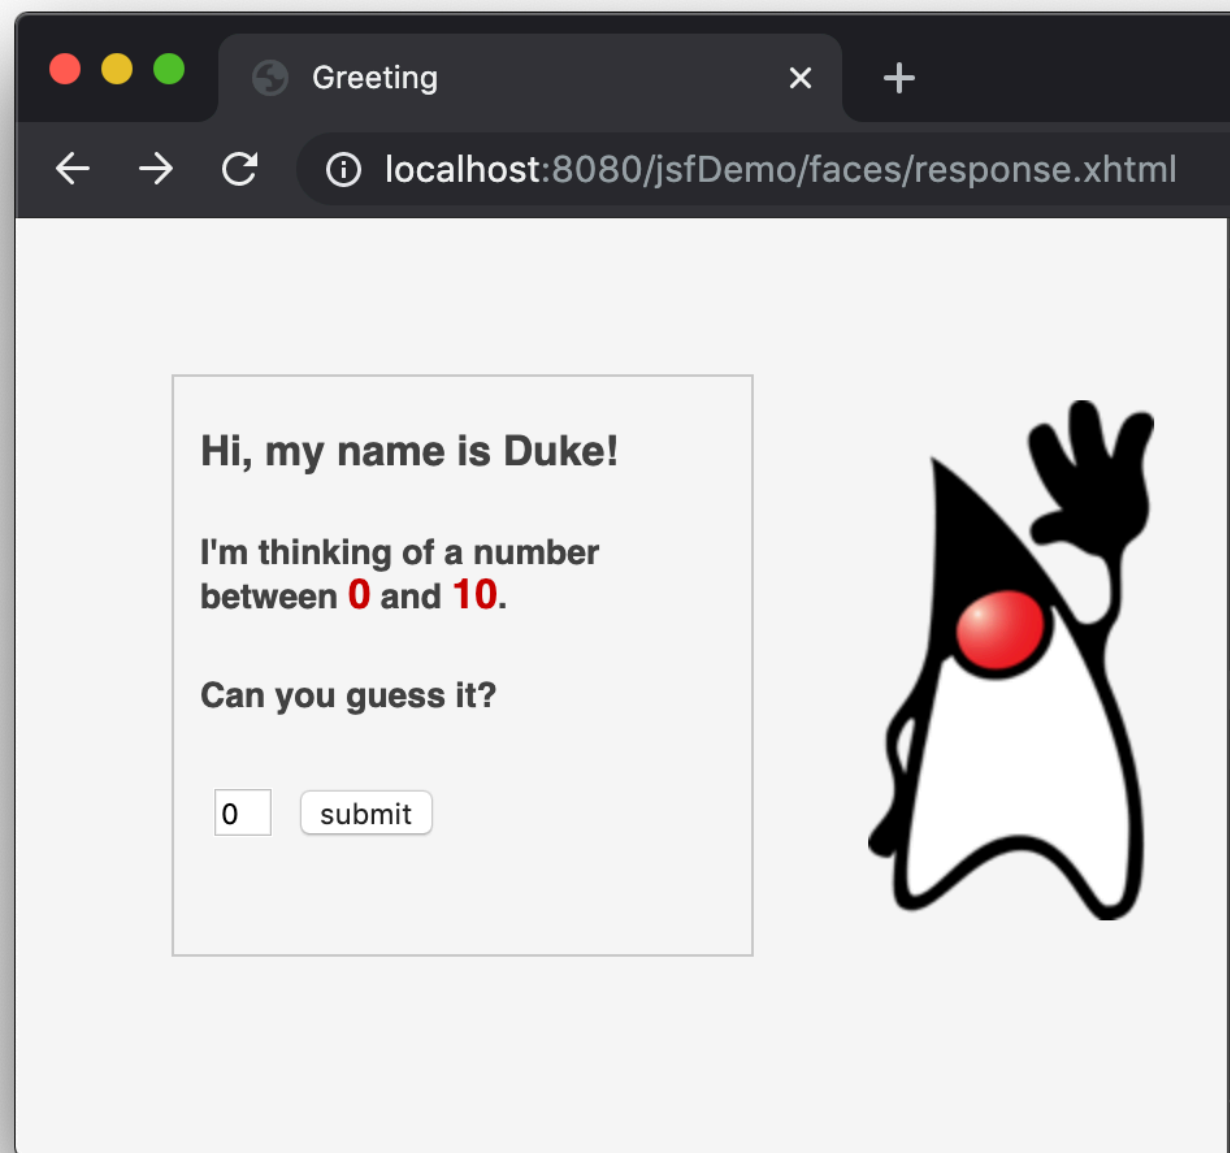 Greeting
localhost:8080/jsfDemo/faces/response.xhtml
Hi, my name is Duke!
I'm thinking of a number
between 0 and 10.
Can you guess it?
0 submit